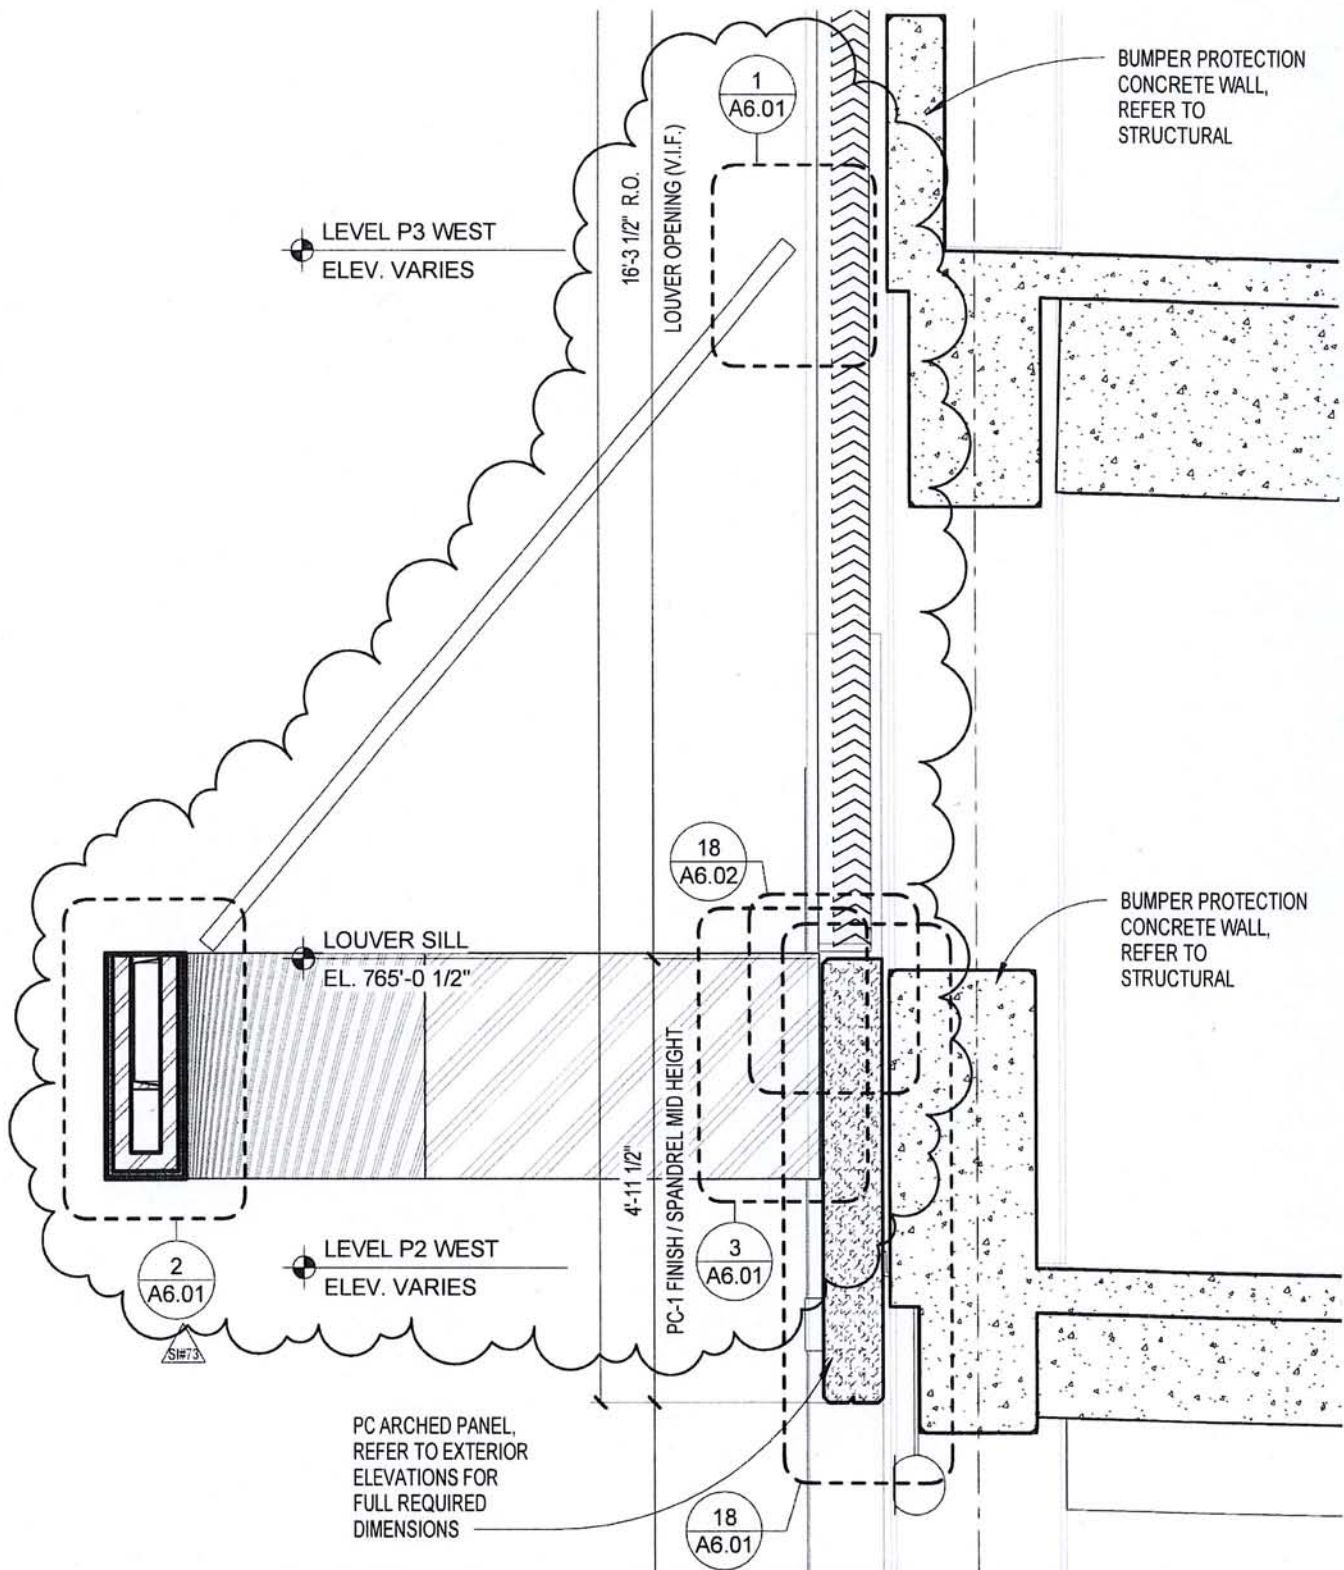 1
A6.01
BUMPER PROTECTION
CONCRETE WALL,
REFER TO
STRUCTURAL
16'-3 1/2" R.O.
LOUVER OPENING (V.I.F.)
LEVEL P3 WEST
ELEV. VARIES
18
A6.02
BUMPER PROTECTION
CONCRETE WALL,
REFER TO
STRUCTURAL
LOUVER SILL
EL. 765'-0 1/2"
4'-11 1/2"
PC-1 FINISH / SPANDREL MID HEIGHT
2
A6.01
SI#73
LEVEL P2 WEST
ELEV. VARIES
3
A6.01
PC ARCHED PANEL,
REFER TO EXTERIOR
ELEVATIONS FOR
FULL REQUIRED
DIMENSIONS
18
A6.01